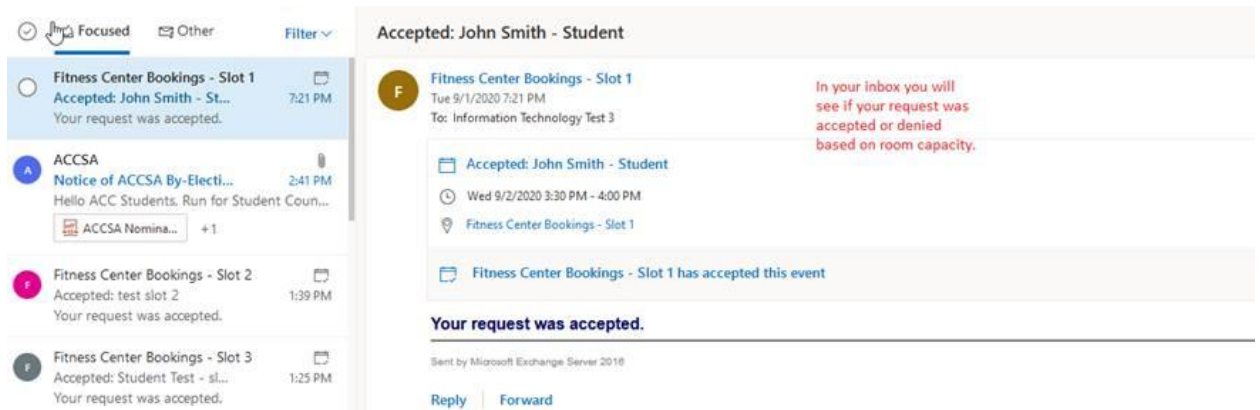 Focused Other Filter
Fitness Center Bookings - Slot 1
Accepted: John Smith - St... 7:21 PM
Your request was accepted.
A ACCSA
Notice of ACCSA By-Electi... 2:41 PM
Hello ACC Students, Run for Student Coun...
ACCSA Nomina... +1
F Fitness Center Bookings - Slot 2
Accepted: test slot 2 1:39 PM
Your request was accepted.
F Fitness Center Bookings - Slot 3
Accepted: Student Test - sl... 1:25 PM
Your request was accepted.
Accepted: John Smith - Student
F Fitness Center Bookings - Slot 1
Tue 9/1/2020 7:21 PM
To: Information Technology Test 3
In your inbox you will
see if your request was
accepted or denied
based on room capacity.
Accepted: John Smith - Student
Wed 9/2/2020 3:30 PM - 4:00 PM
Fitness Center Bookings - Slot 1
Fitness Center Bookings - Slot 1 has accepted this event
Your request was accepted.
Sent by Microsoft Exchange Server 2016
Reply Forward